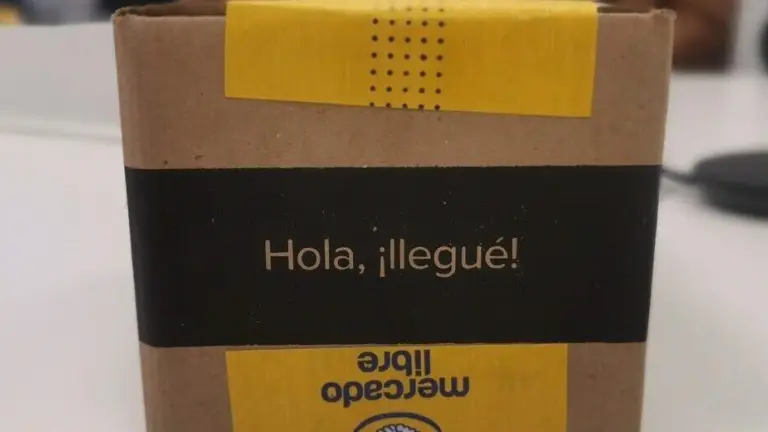 Hola, ¡llegué!
mercado
libre